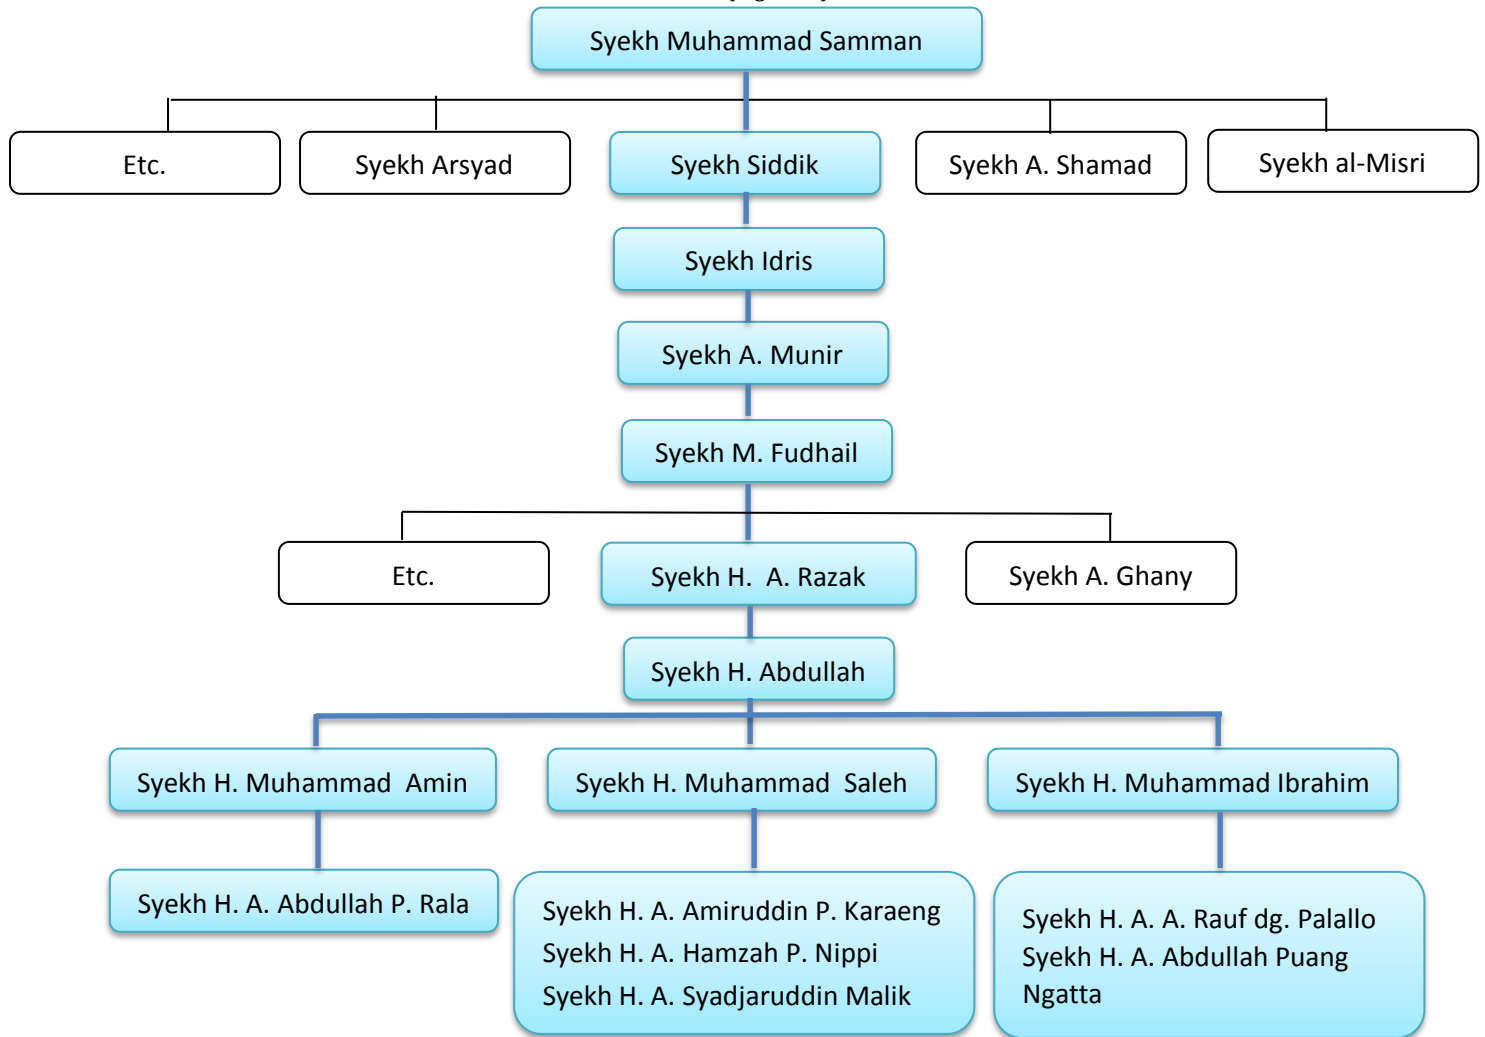 Syekh Muhammad Samman
Etc.
Syekh Arsyad
Syekh Siddik
Syekh A. Shamad
Syekh al-Misri
Syekh Idris
Syekh A. Munir
Syekh M. Fudhail
Etc.
Syekh H.  A. Razak
Syekh A. Ghany
Syekh H. Abdullah
Syekh H. Muhammad  Amin
Syekh H. Muhammad  Saleh
Syekh H. Muhammad Ibrahim
Syekh H. A. Abdullah P. Rala
Syekh H. A. Amiruddin P. Karaeng
Syekh H. A. Hamzah P. Nippi
Syekh H. A. Syadjaruddin Malik
Syekh H. A. A. Rauf dg. Palallo
Syekh H. A. Abdullah Puang
Ngatta